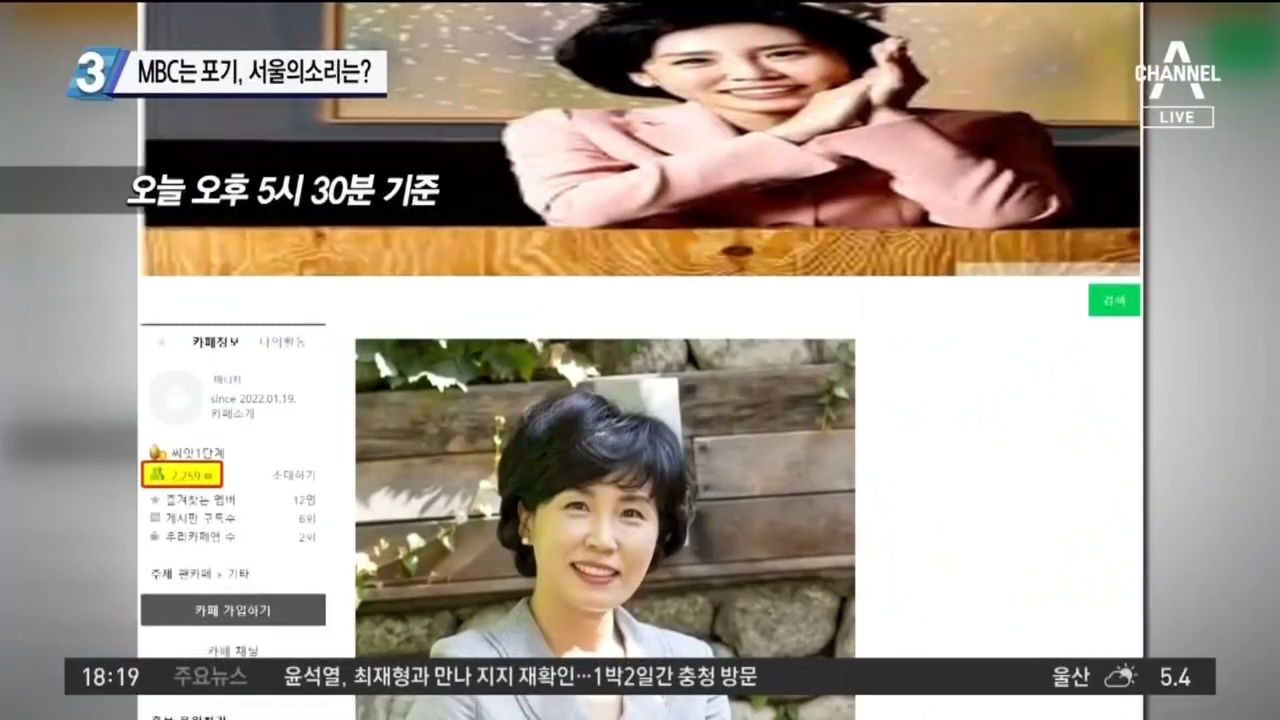 3 MBC는 포기, 서울의소리는?
CHANNEL A
LIVE
오늘 오후 5시 30분 기준
검색
카페정보 나의활동
매니저
since 2022.01.19.
카페소개
씨앗1단계
2,259 초대하기
즐겨찾는 멤버 12명
게시판 구독수 6회
우리카페앱 수 2회
주제 팬카페 > 기타
카페 가입하기
카페 채팅
18:19 주요뉴스 윤석열, 최재형과 만나 지지 재확인…1박2일간 충청 방문 울산 5.4